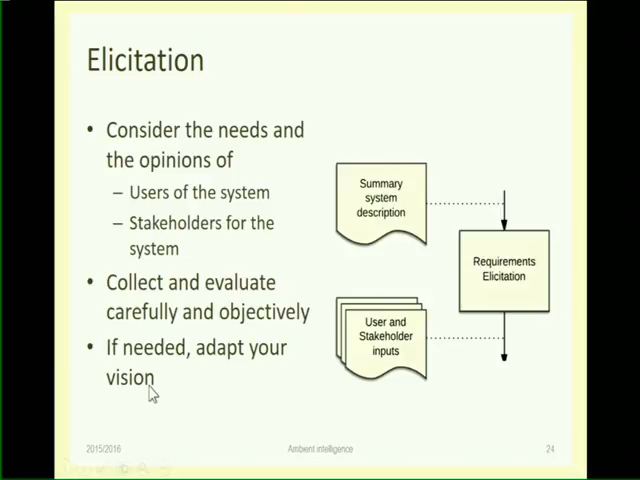 Elicitation
• Consider the needs and
the opinions of
– Users of the system
– Stakeholders for the
system
• Collect and evaluate
carefully and objectively
• If needed, adapt your
vision
Summary
system
description
Requirements
Elicitation
User and
Stakeholder
inputs
2015/2016
Ambient intelligence
24